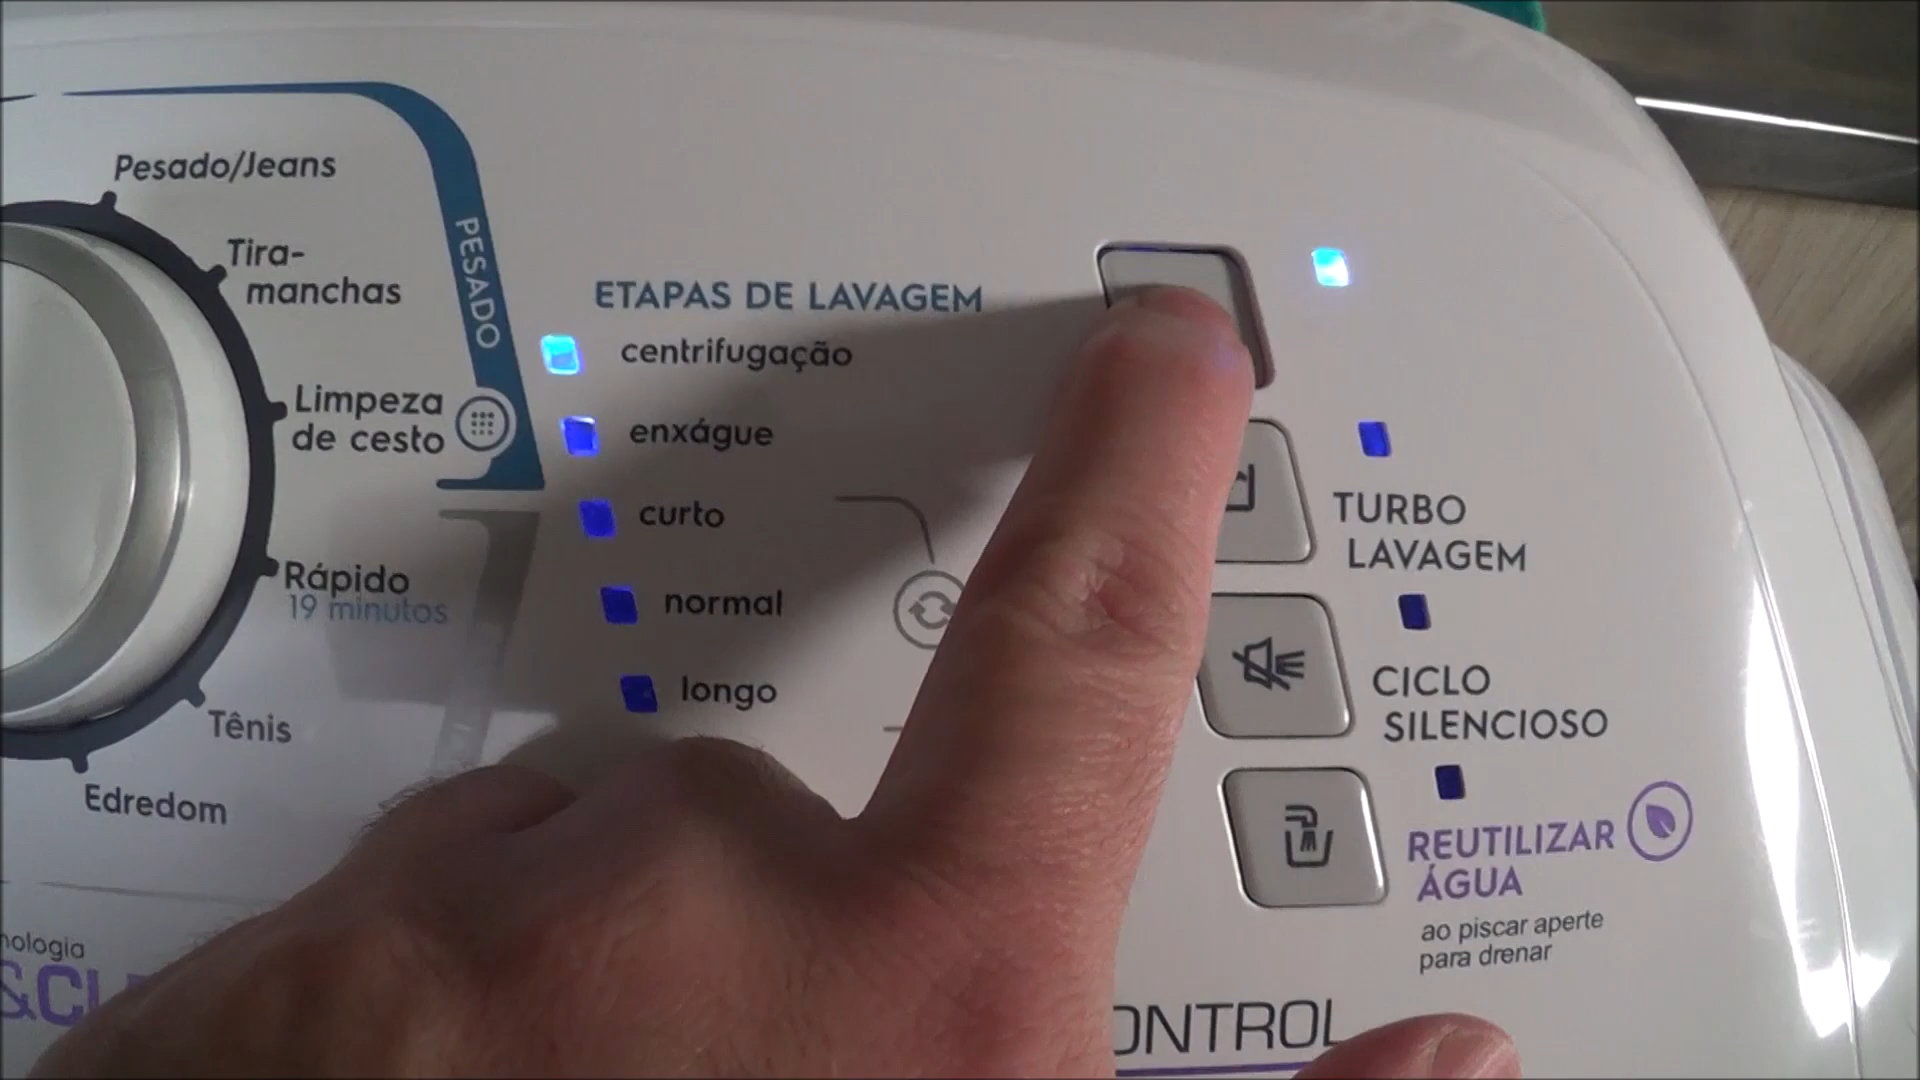 Pesado/Jeans
Tira-
manchas
PESADO
Limpeza
de cesto
Rápido
19 minutos
Tênis
Edredom
ETAPAS DE LAVAGEM
centrifugação
enxágue
curto
normal
longo
TURBO
LAVAGEM
CICLO
SILENCIOSO
REUTILIZAR
ÁGUA
ao piscar aperte
para drenar